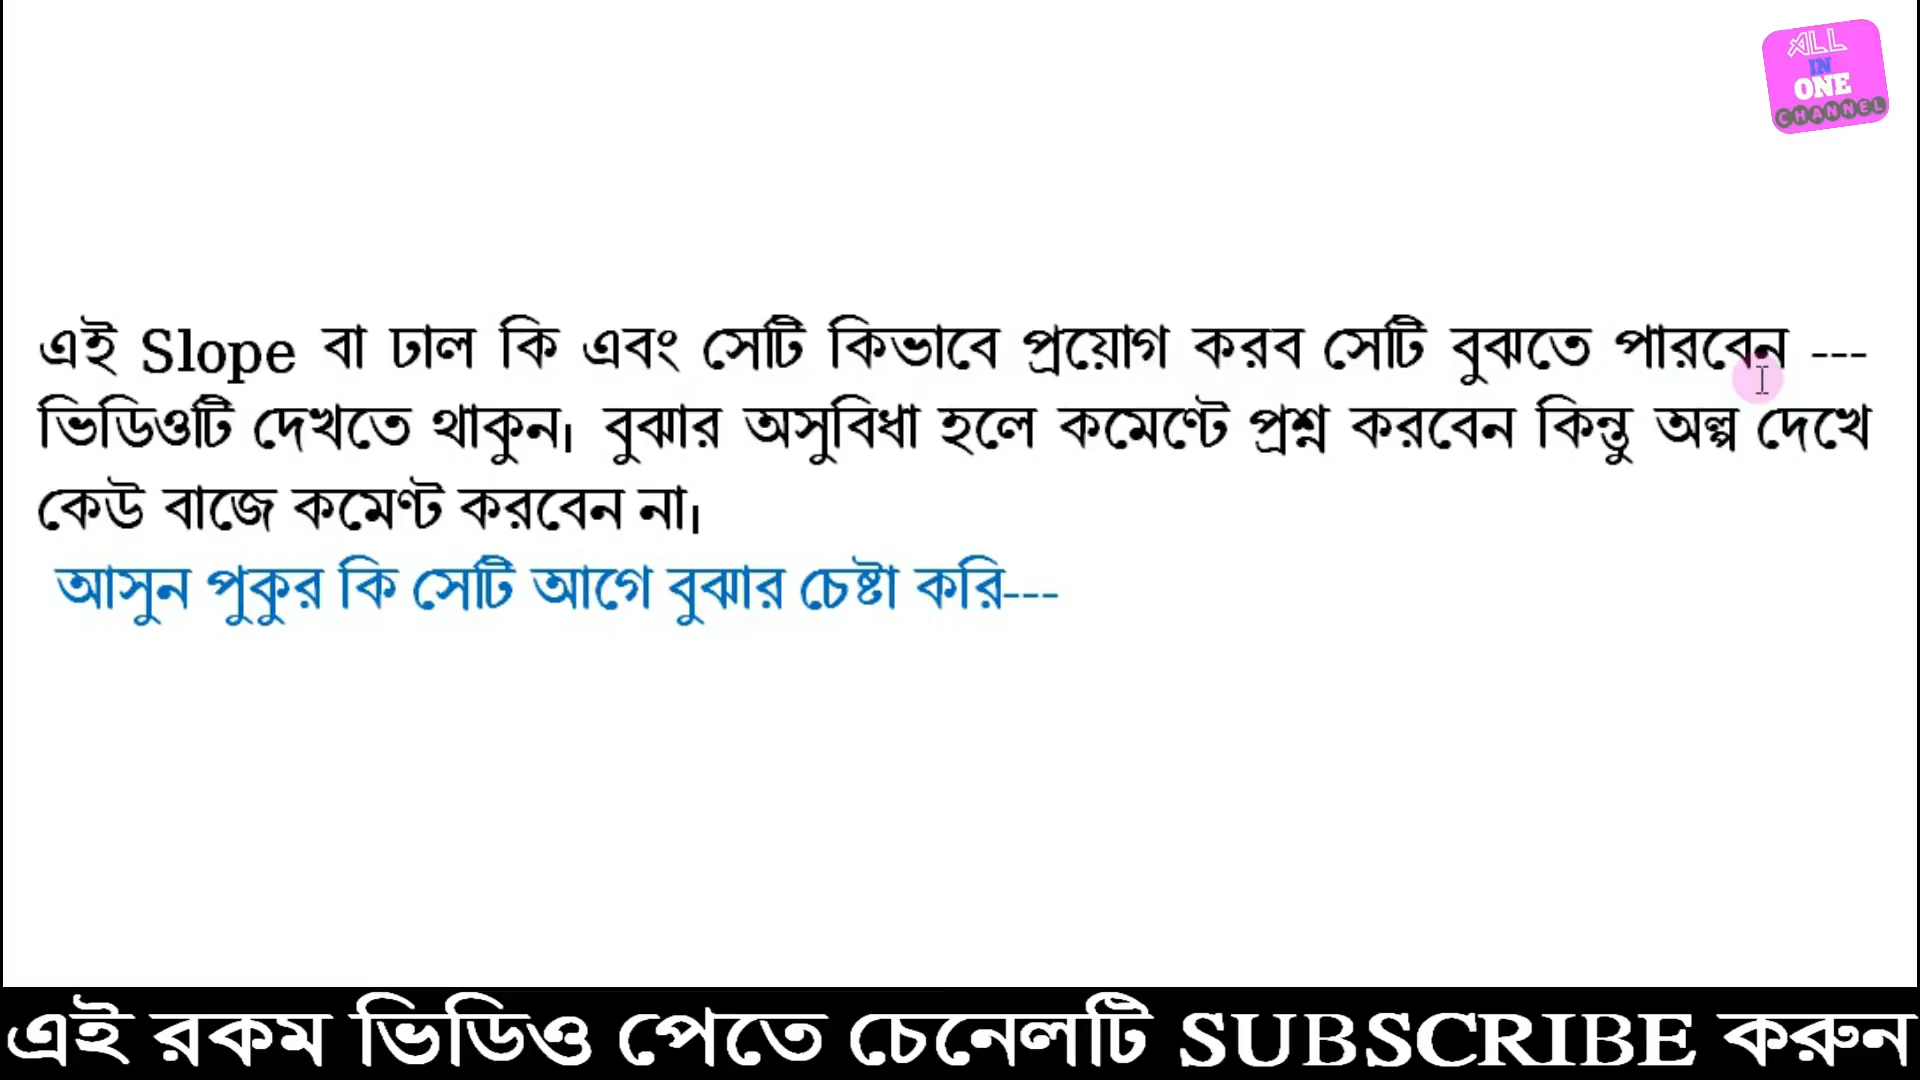 ALL
IN
ONE
CHANNEL
এই Slope বা ঢাল কি এবং সেটি কিভাবে প্রয়োগ করব সেটি বুঝতে পারবেন ---
ভিডিওটি দেখতে থাকুন। বুঝার অসুবিধা হলে কমেণ্টে প্রশ্ন করবেন কিন্তু অল্প দেখে
কেউ বাজে কমেণ্ট করবেন না।
আসুন পুকুর কি সেটি আগে বুঝার চেষ্টা করি---
এই রকম ভিডিও পেতে চেনেলটি SUBSCRIBE করুন